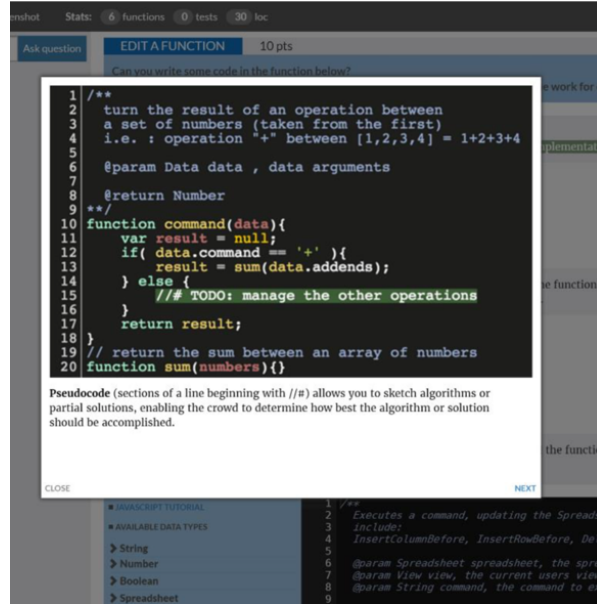 enshot Stats: 6 functions 0 tests 30 loc
Ask question EDIT A FUNCTION 10 pts
Can you write some code in the function below?
e work for
plementat
e function
1 /**
2 turn the result of an operation between
3 a set of numbers (taken from the first)
4 i.e. : operation "+" between [1,2,3,4] = 1+2+3+4
5
6 @param Data data , data arguments
7
8 @return Number
9 **/
10 function command(data){
11 var result = null;
12 if( data.command == '+' ){
13 result = sum(data.addends);
14 } else {
15 //# TODO: manage the other operations
16 }
17 return result;
18 }
19 // return the sum between an array of numbers
20 function sum(numbers){}
Pseudocode (sections of a line beginning with //#) allows you to sketch algorithms or
partial solutions, enabling the crowd to determine how best the algorithm or solution
should be accomplished.
the functi
CLOSE NEXT
JAVASCRIPT TUTORIAL
AVAILABLE DATA TYPES
String
Number
Boolean
Spreadsheet
1 /**
2 Executes a command, updating the Spreads
3 include:
4 InsertColumnBefore, InsertRowBefore, De
5
6 @param Spreadsheet spreadsheet, the spre
7 @param View view, the current users view
8 @param String command, the command to e
9